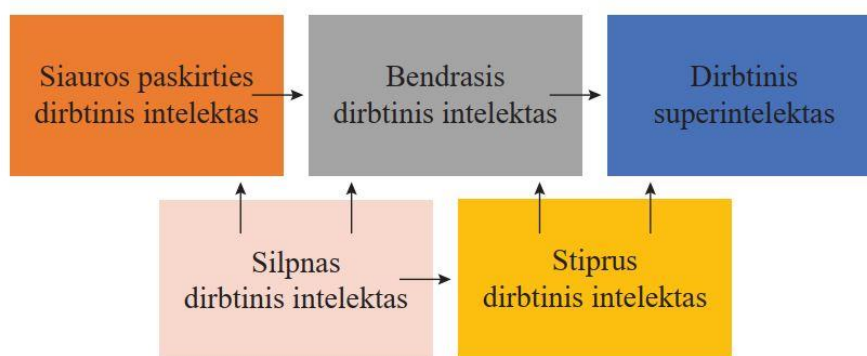 Siauros paskirties
dirbtinis intelektas
Bendrasis
dirbtinis intelektas
Dirbtinis
superintelektas
Silpnas
dirbtinis intelektas
Stiprus
dirbtinis intelektas